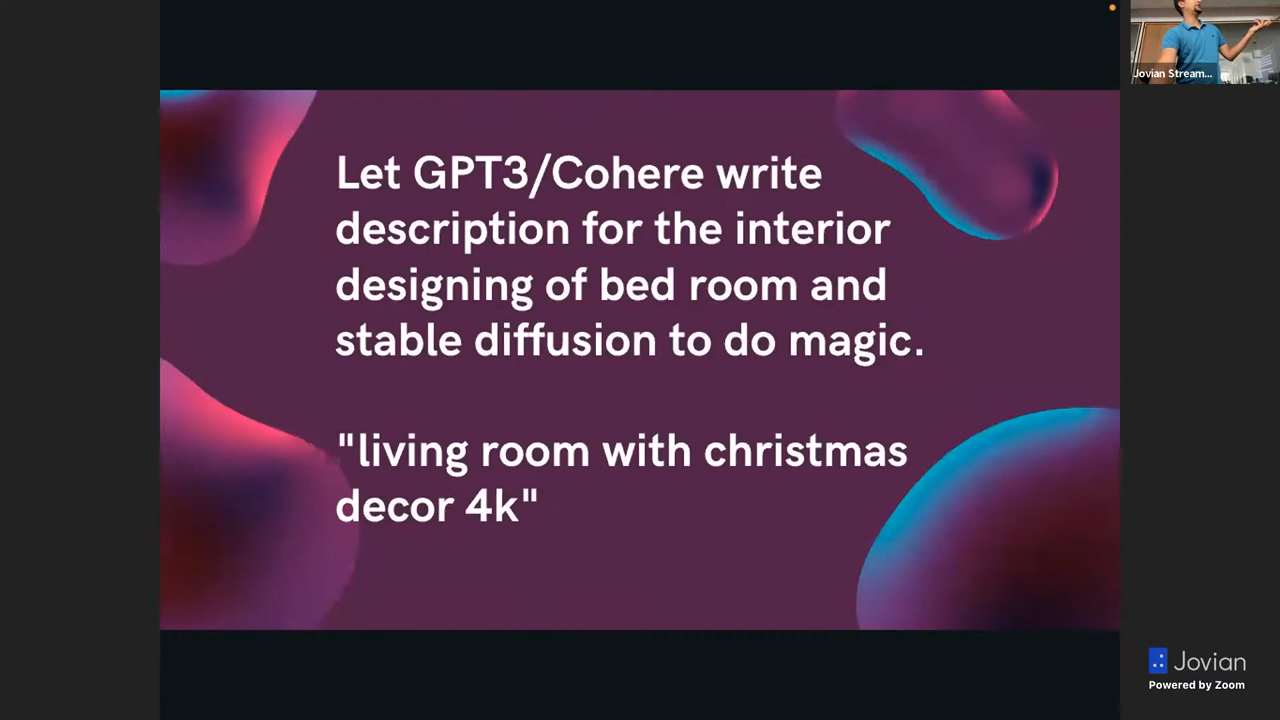 Jovian Stream...
Let GPT3/Cohere write
description for the interior
designing of bed room and
stable diffusion to do magic.
"living room with christmas
decor 4k"
Jovian
Powered by Zoom